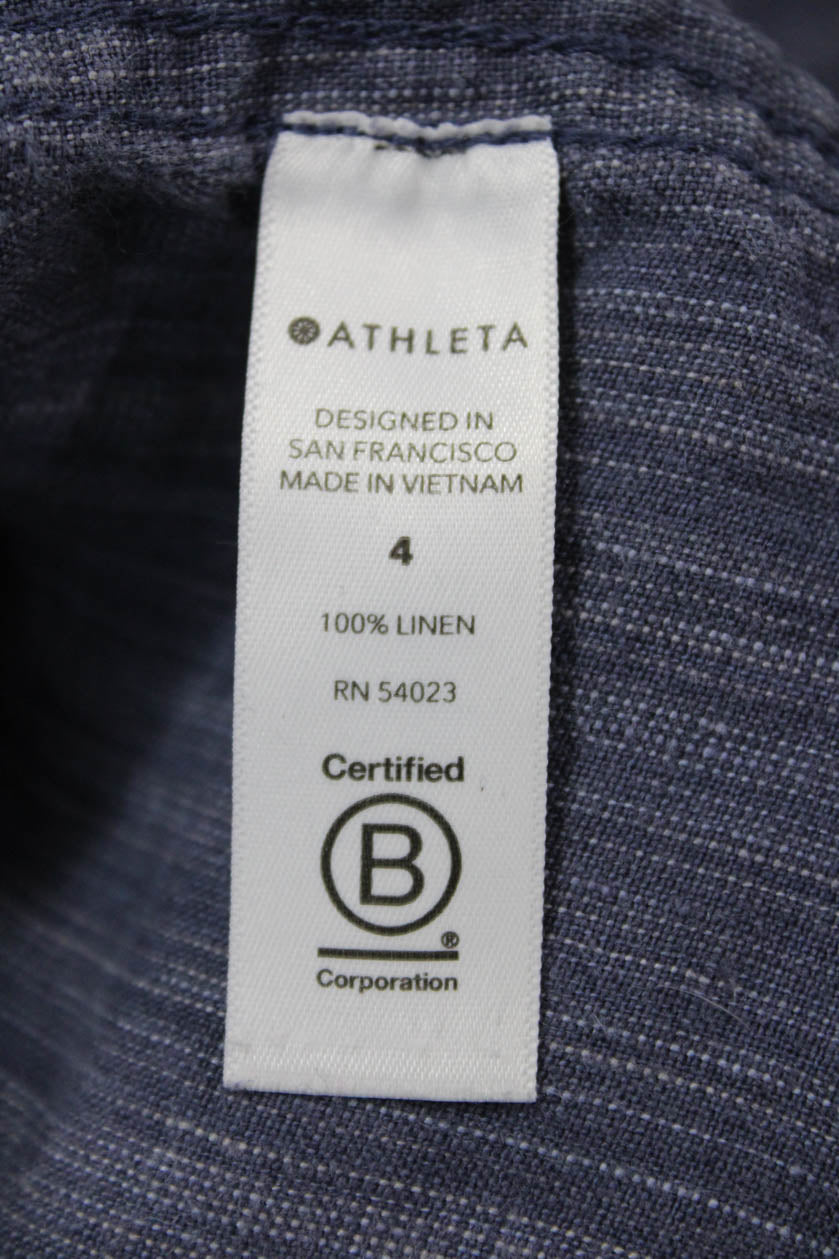 ATHLETA
DESIGNED IN
SAN FRANCISCO
MADE IN VIETNAM
4
100% LINEN
RN 54023
Certified
B
®
Corporation